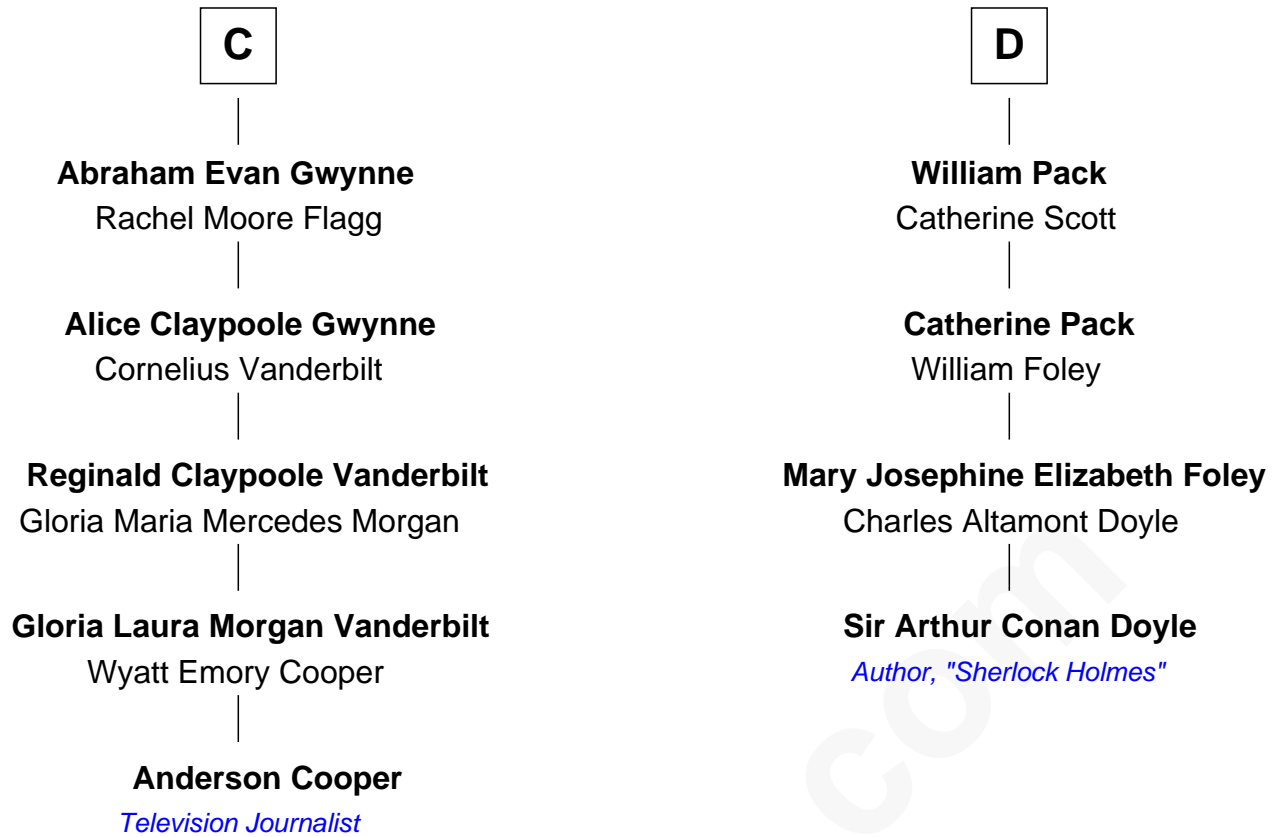 C
Abraham Evan Gwynne
Rachel Moore Flagg
Alice Claypoole Gwynne
Cornelius Vanderbilt
Reginald Claypoole Vanderbilt
Gloria Maria Mercedes Morgan
Gloria Laura Morgan Vanderbilt
Wyatt Emory Cooper
Anderson Cooper
Television Journalist
D
William Pack
Catherine Scott
Catherine Pack
William Foley
Mary Josephine Elizabeth Foley
Charles Altamont Doyle
Sir Arthur Conan Doyle
Author, "Sherlock Holmes"
com